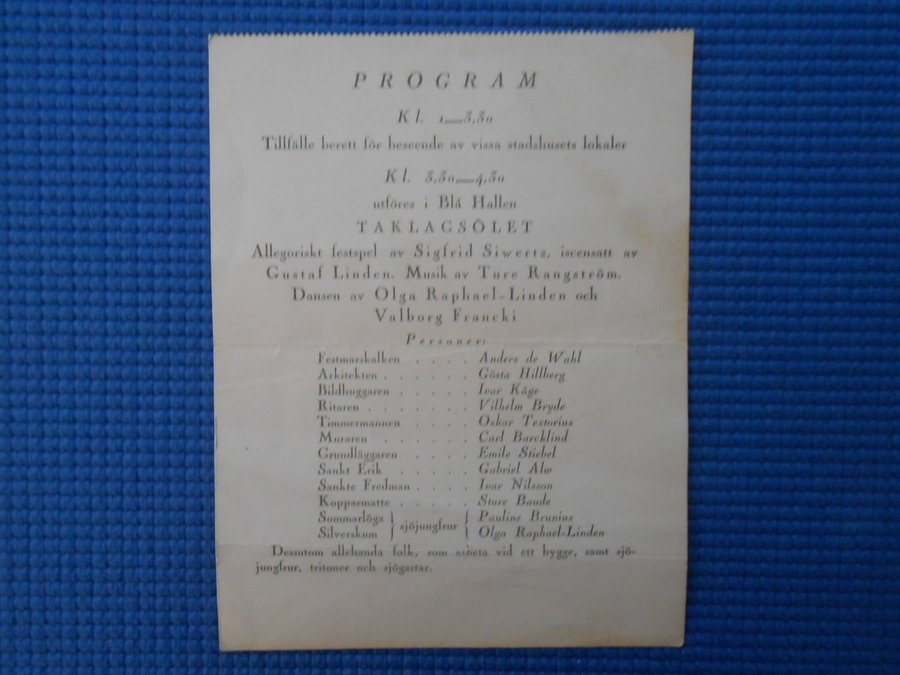 PROGRAM
Kl. 1—3,30
Tillfälle berett för beseende av vissa stadshusets lokaler
Kl. 3,30—4,30
utföres i Blå Hallen
TAKLAGSÖLET
Allegoriskt festspel av Sigfrid Siwertz, iscensatt av
Gustaf Linden. Musik av Ture Rangström.
Dansen av Olga Raphael-Linden och
Valborg Francki
Personer:
Festmarskalken . . . . Anders de Wahl
Arkitekten . . . . . . Gösta Hillberg
Bildhuggaren . . . . . Ivar Kåge
Ritaren . . . . . . . Vilhelm Bryde
Timmermannen . . . . Oskar Textorius
Muraren . . . . . . Carl Barcklind
Grundläggaren . . . . Emile Stiebel
Sankt Erik . . . . . Gabriel Alw
Sankte Fredman . . . . Ivar Nilsson
Kopparmatte . . . . . Sture Baude
Sommarlöga } sjöjungfrur { Pauline Brunius
Silverskum } sjöjungfrur { Olga Raphael-Linden
Dessutom allehanda folk, som arbeta vid ett bygge, samt sjö-
jungfrur, tritoner och sjögastar.